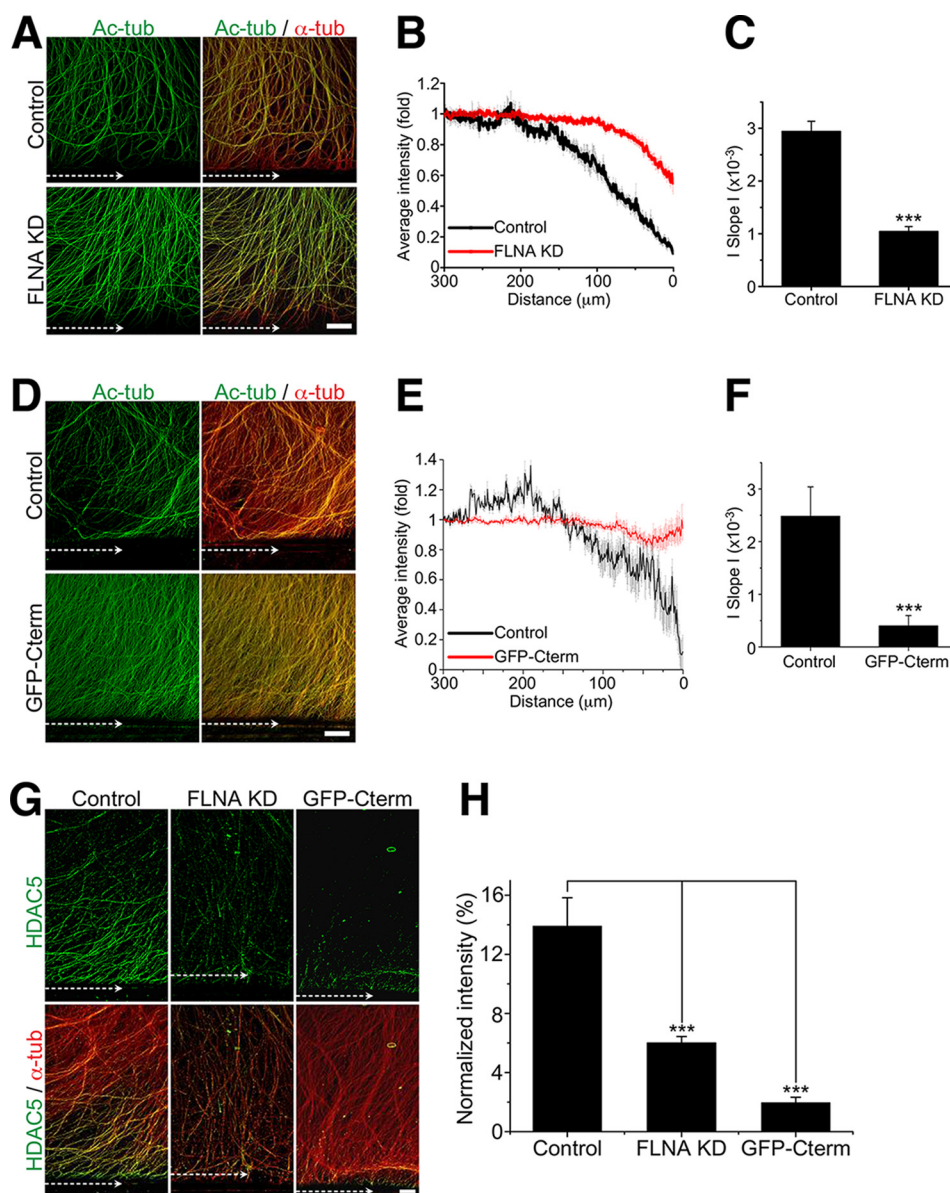 A
Ac-tub
Ac-tub / α-tub
Control
FLNA KD
B
Average intensity (fold)
1.2
1
0.8
0.6
0.4
0.2
0
Control
FLNA KD
300
200
100
0
Distance (μm)
C
I Slope I (x10⁻³)
3
2
1
0
***
Control
FLNA KD
D
Ac-tub
Ac-tub / α-tub
Control
GFP-Cterm
E
Average intensity (fold)
1.4
1.2
1
0.8
0.6
0.4
0.2
0
Control
GFP-Cterm
300
200
100
0
Distance (μm)
F
I Slope I (x10⁻³)
3
2
1
0
***
Control
GFP-Cterm
G
Control
FLNA KD
GFP-Cterm
HDAC5
HDAC5 / α-tub
H
Normalized intensity (%)
16
12
8
4
0
***
***
Control
FLNA KD
GFP-Cterm